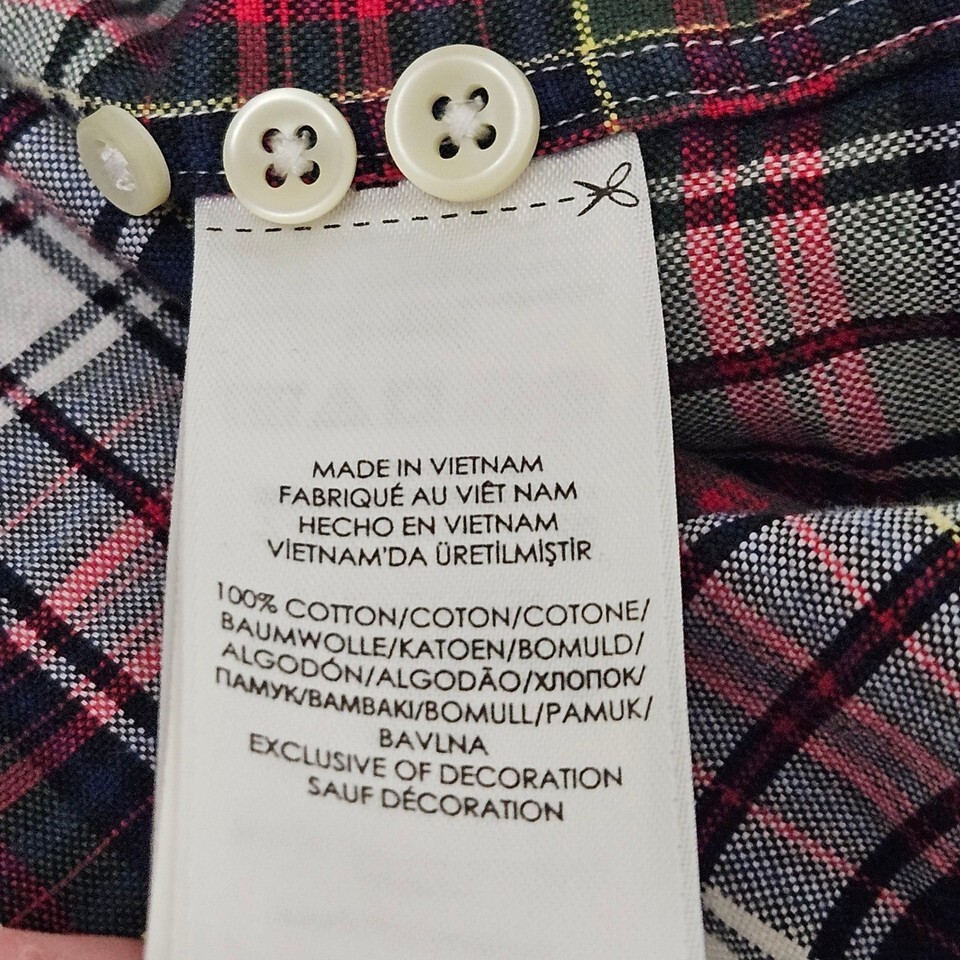 MADE IN VIETNAM
FABRIQUÉ AU VIÊT NAM
HECHO EN VIETNAM
VİETNAM'DA ÜRETİLMİŞTİR
100% COTTON/COTON/COTONE/
BAUMWOLLE/KATOEN/BOMULD/
ALGODÓN/ALGODÃO/ХЛОПОК/
ПАМУК/BAMBAKI/BOMULL/PAMUK/
BAVLNA
EXCLUSIVE OF DECORATION
SAUF DÉCORATION